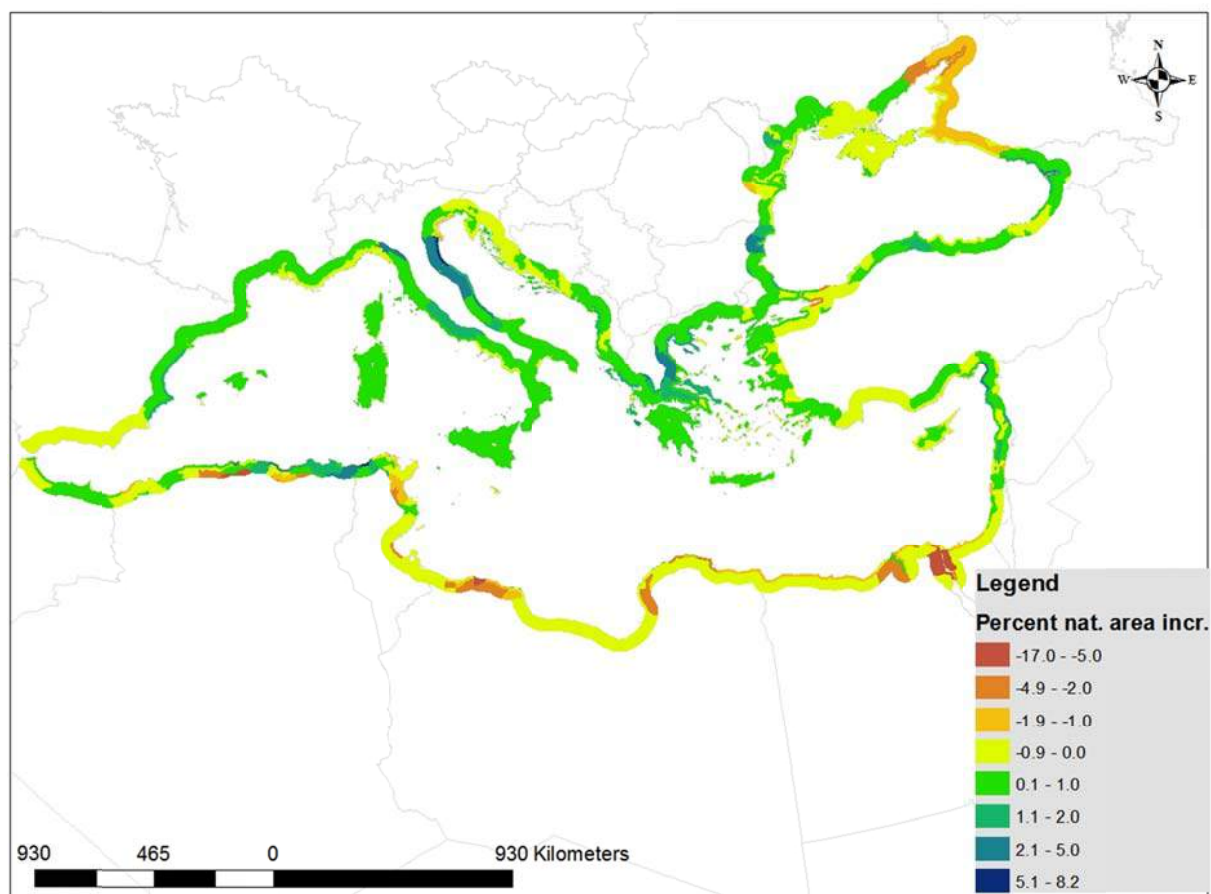 N
W E
S
Legend
Percent nat. area incr.
-17.0 - -5.0
-4.9 - -2.0
-1.9 - -1.0
-0.9 - 0.0
0.1 - 1.0
1.1 - 2.0
2.1 - 5.0
5.1 - 8.2
930 465 0 930 Kilometers